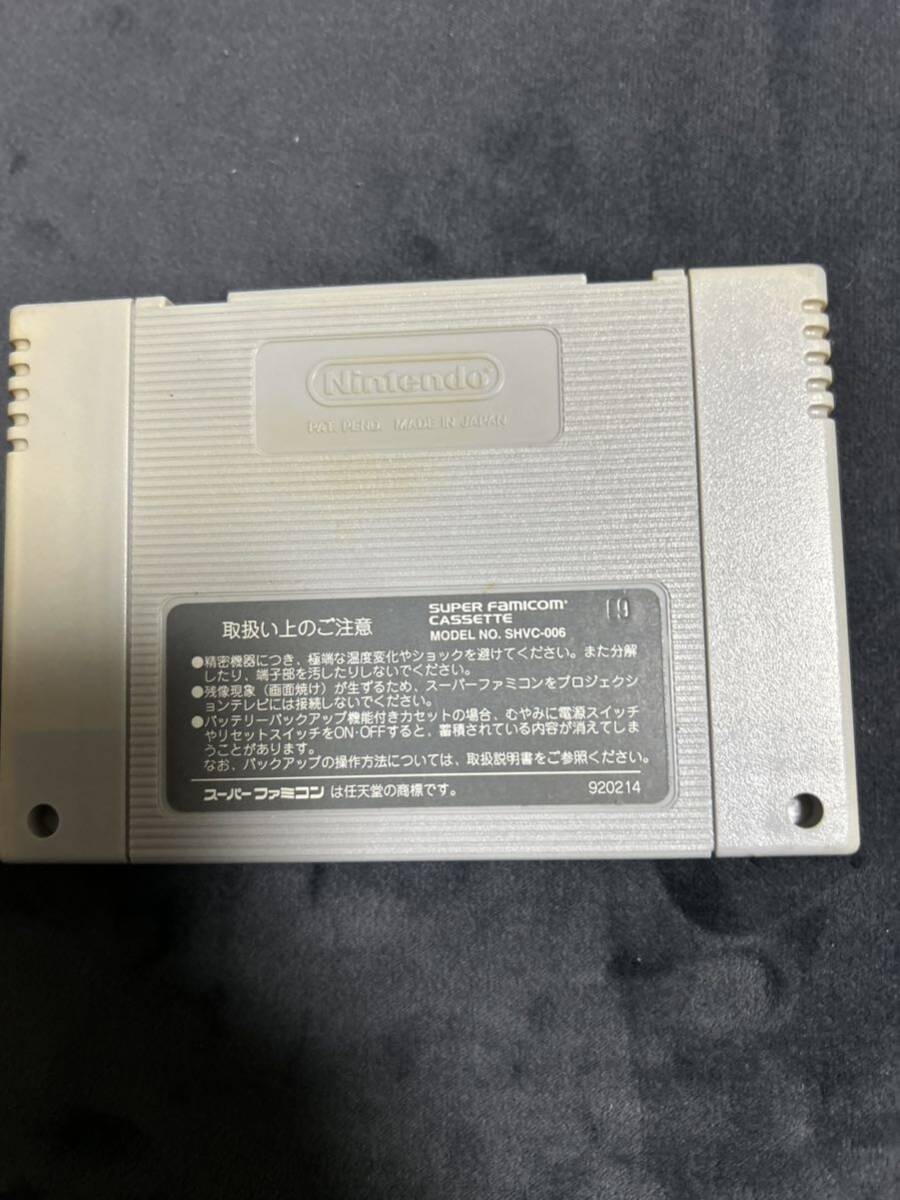 Nintendo®
PAT. PEND. MADE IN JAPAN
取扱い上のご注意
SUPER Famicom®
CASSETTE
MODEL NO. SHVC-006
19
●精密機器につき、極端な温度変化やショックを避けてください。また分解
したり、端子部を汚したりしないでください。
●残像現象（画面焼け）が生ずるため、スーパーファミコンをプロジェクシ
ョンテレビには接続しないでください。
●バッテリーバックアップ機能付きカセットの場合、むやみに電源スイッチ
やリセットスイッチをON·OFFすると、蓄積されている内容が消えてしま
うことがあります。
なお、バックアップの操作方法については、取扱説明書をご参照ください。
スーパーファミコン は任天堂の商標です。
920214